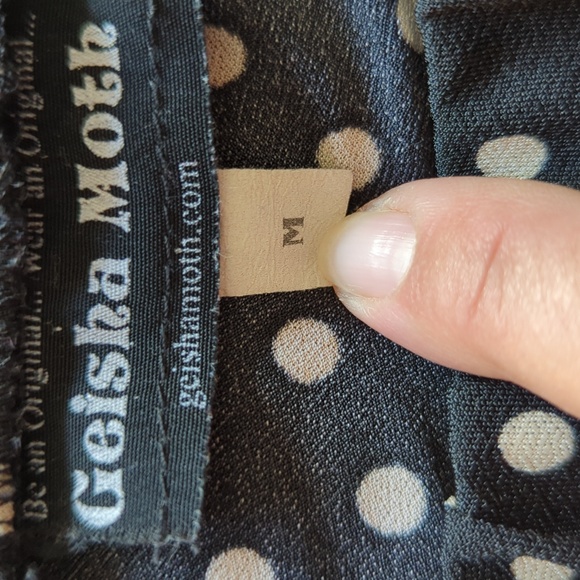 Be an Original... wear an Original...
Geisha Moth
geishamoth.com
M